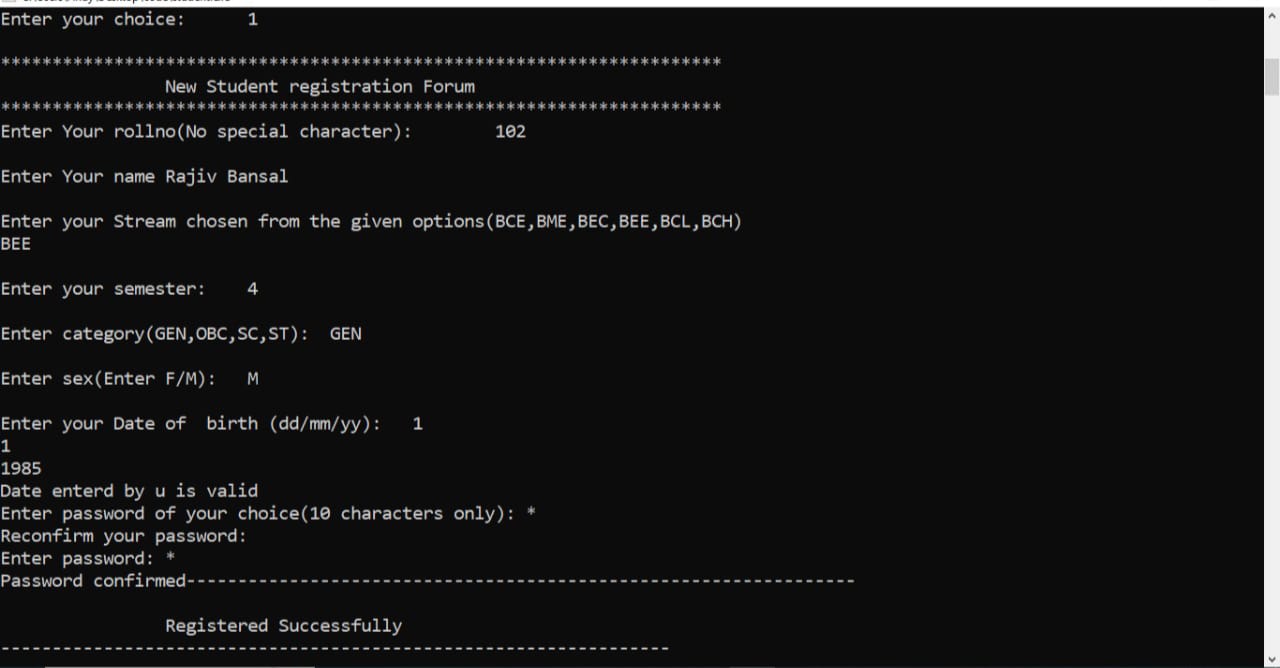 Enter your choice:      1
*********************************************************************
New Student registration Forum
*********************************************************************
Enter Your rollno(No special character):        102
Enter Your name Rajiv Bansal
Enter your Stream chosen from the given options(BCE,BME,BEC,BEE,BCL,BCH)
BEE
Enter your semester:    4
Enter category(GEN,OBC,SC,ST):  GEN
Enter sex(Enter F/M):   M
Enter your Date of  birth (dd/mm/yy):   1
1
1985
Date enterd by u is valid
Enter password of your choice(10 characters only): *
Reconfirm your password:
Enter password: *
Password confirmed-----------------------------------------------------------------
Registered Successfully
-----------------------------------------------------------------